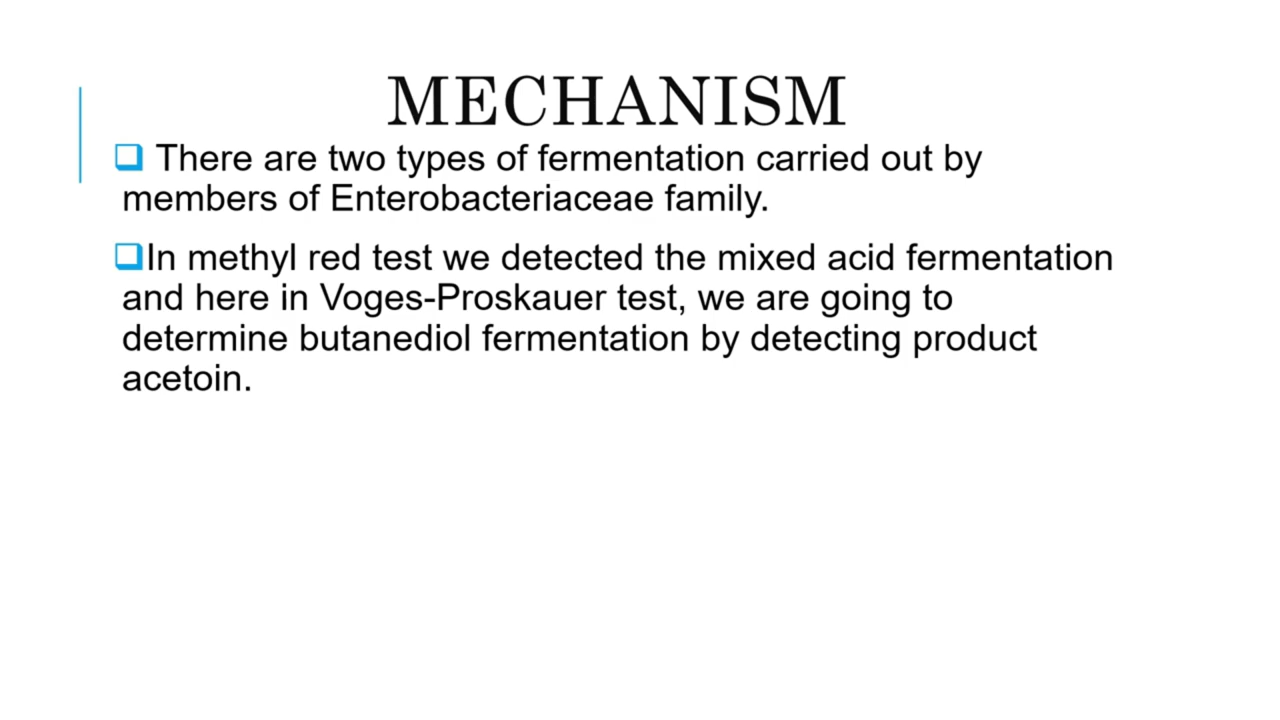 MECHANISM
❑ There are two types of fermentation carried out by
members of Enterobacteriaceae family.
❑In methyl red test we detected the mixed acid fermentation
and here in Voges-Proskauer test, we are going to
determine butanediol fermentation by detecting product
acetoin.